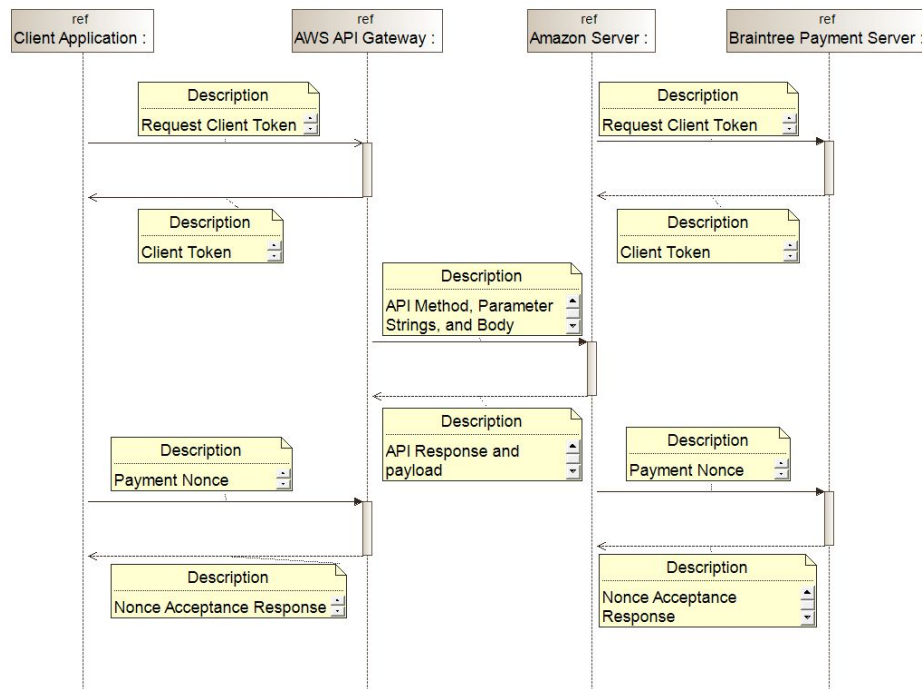 ref
Client Application :
ref
AWS API Gateway :
ref
Amazon Server :
ref
Braintree Payment Server :
Description
Request Client Token
Description
Request Client Token
Description
Client Token
Description
Client Token
Description
API Method, Parameter
Strings, and Body
Description
API Response and
payload
Description
Payment Nonce
Description
Payment Nonce
Description
Nonce Acceptance Response
Description
Nonce Acceptance
Response